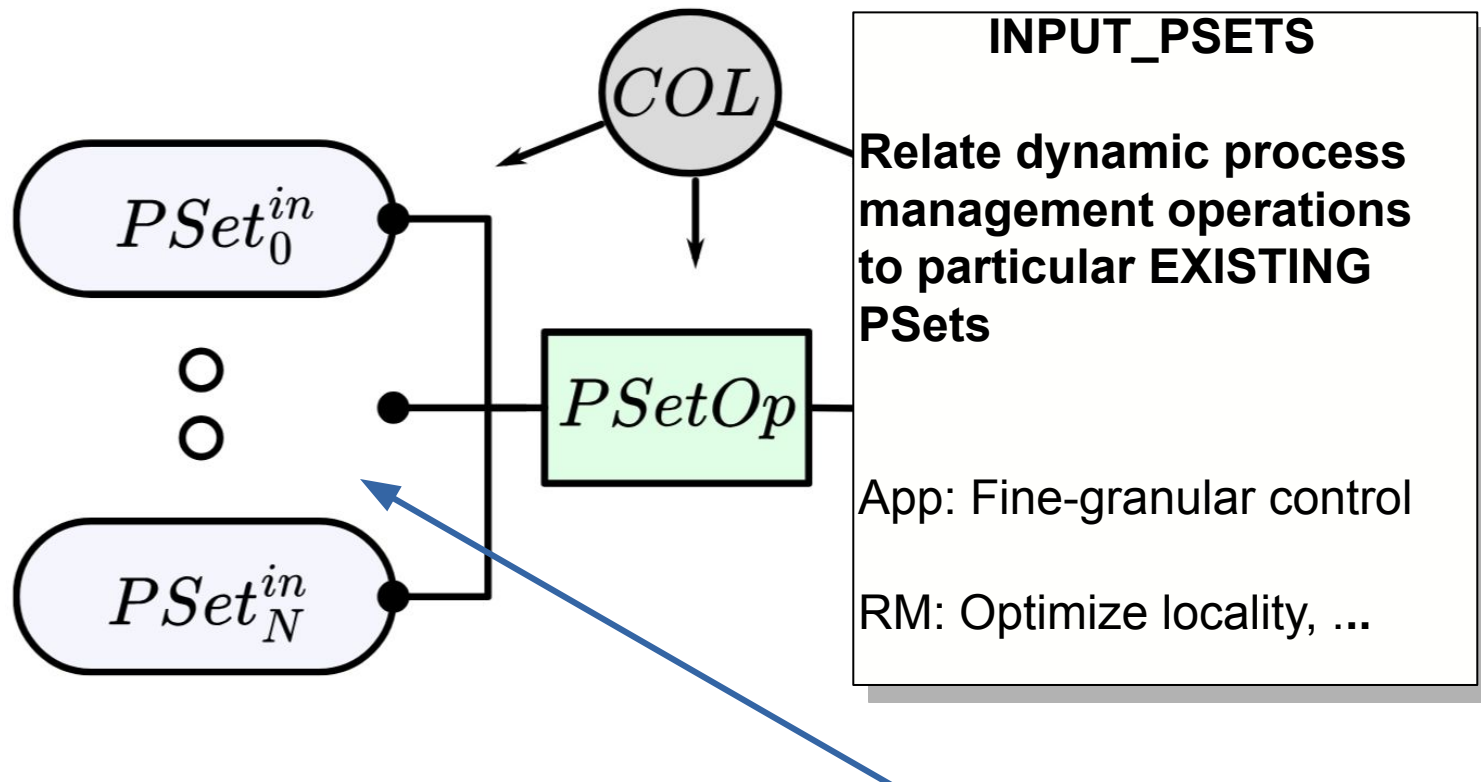 COL
PSet_0^{in}
PSetOp
PSet_N^{in}
INPUT_PSETS
Relate dynamic process
management operations
to particular EXISTING
PSets
App: Fine-granular control
RM: Optimize locality, ...